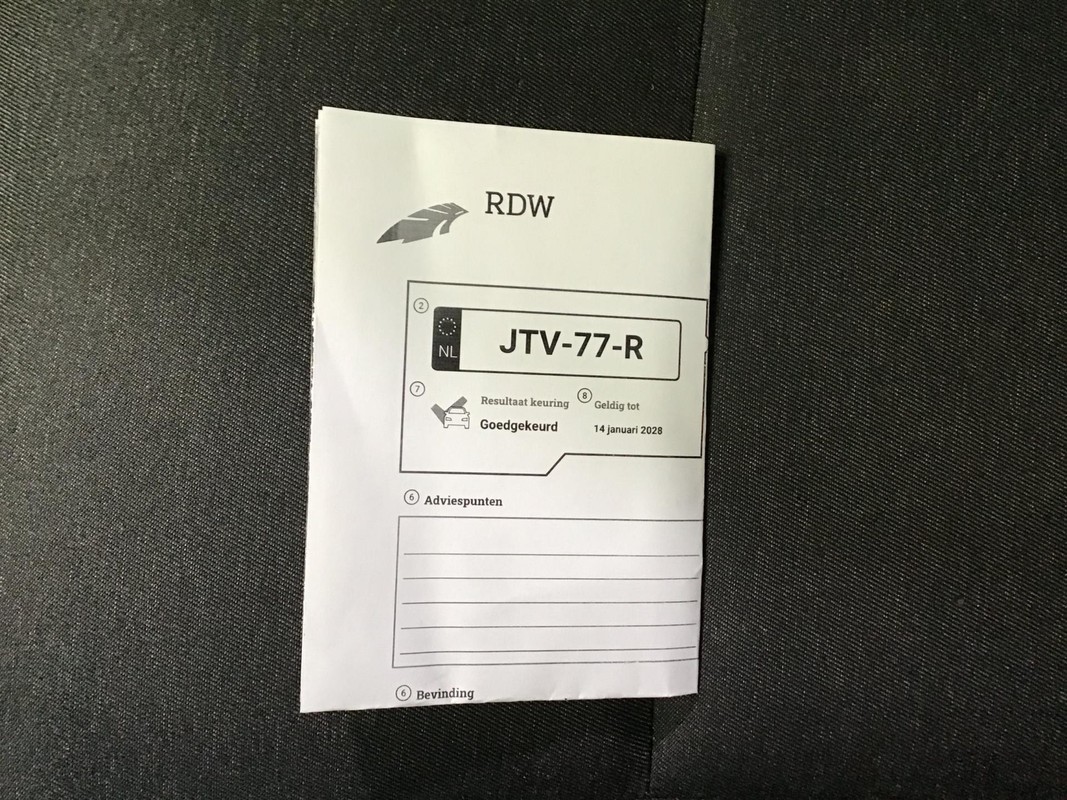 RDW
2
NL JTV-77-R
7 Resultaat keuring 8 Geldig tot
Goedgekeurd 14 januari 2028
6 Adviespunten
6 Bevinding